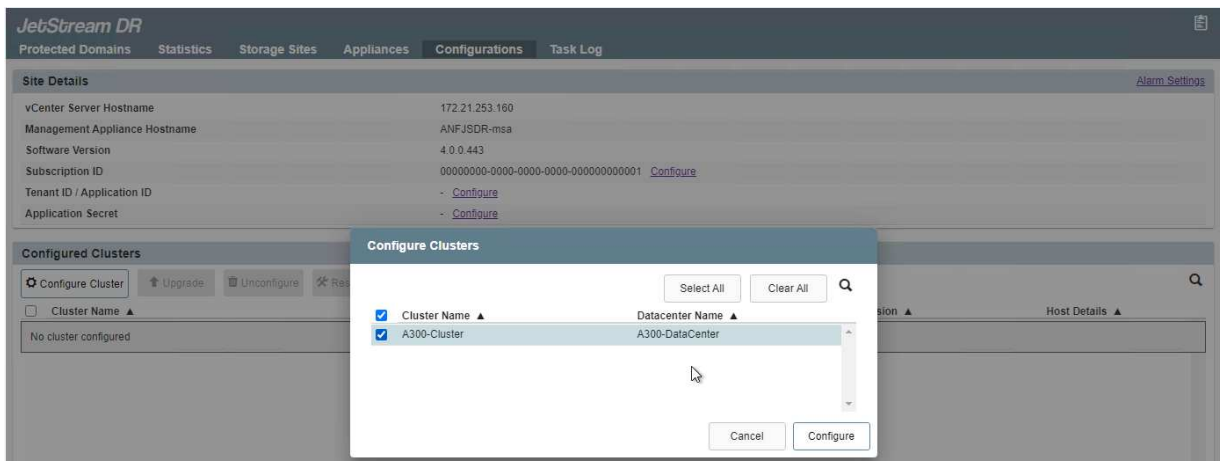 JetStream DR
Protected Domains Statistics Storage Sites Appliances Configurations Task Log
Site Details Alarm Settings
vCenter Server Hostname 172.21.253.160
Management Appliance Hostname ANFJSDR-msa
Software Version 4.0.0.443
Subscription ID 00000000-0000-0000-0000-000000000001 Configure
Tenant ID / Application ID - Configure
Application Secret - Configure
Configured Clusters
Configure Cluster Upgrade Unconfigure
Cluster Name ▲ Host Details ▲
No cluster configured
Configure Clusters
Select All Clear All
Cluster Name ▲ Datacenter Name ▲
A300-Cluster A300-DataCenter
Cancel Configure